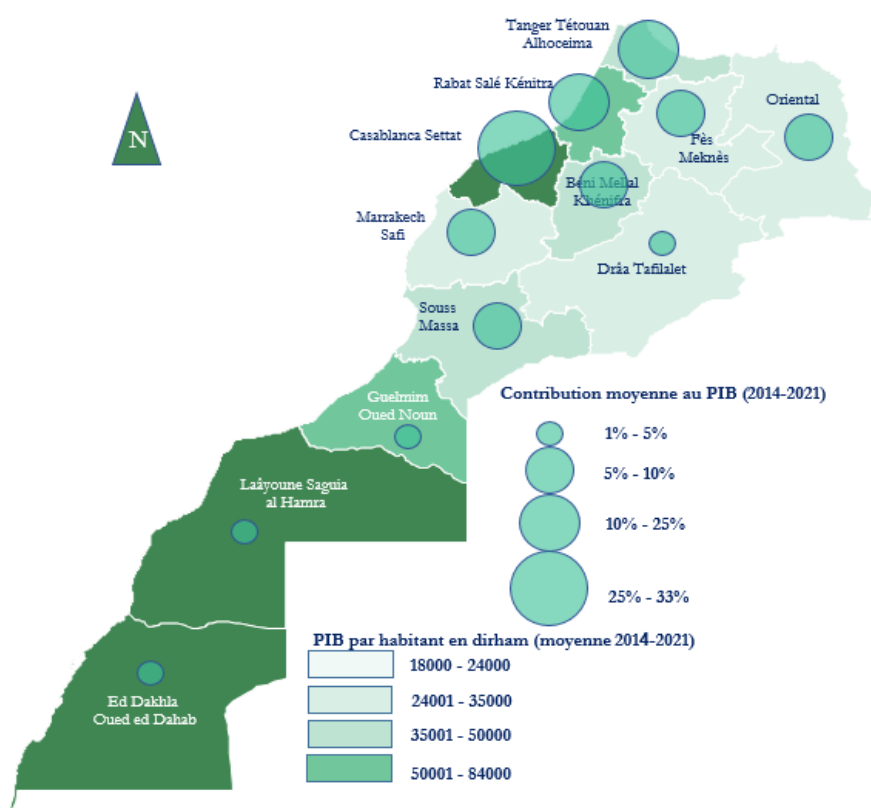 Tanger Tétouan
Alhoceima
Rabat Salé Kénitra
Oriental
N
Casablanca Settat
Fès
Meknès
Béni Mellal
Khénifra
Marrakech
Safi
Drâa Tafilalet
Souss
Massa
Guelmim
Oued Noun
Contribution moyenne au PIB (2014-2021)
1% - 5%
5% - 10%
10% - 25%
25% - 33%
Laâyoune Saguia
al Hamra
PIB par habitant en dirham (moyenne 2014-2021)
18000 - 24000
24001 - 35000
35001 - 50000
50001 - 84000
Ed Dakhla
Oued ed Dahab